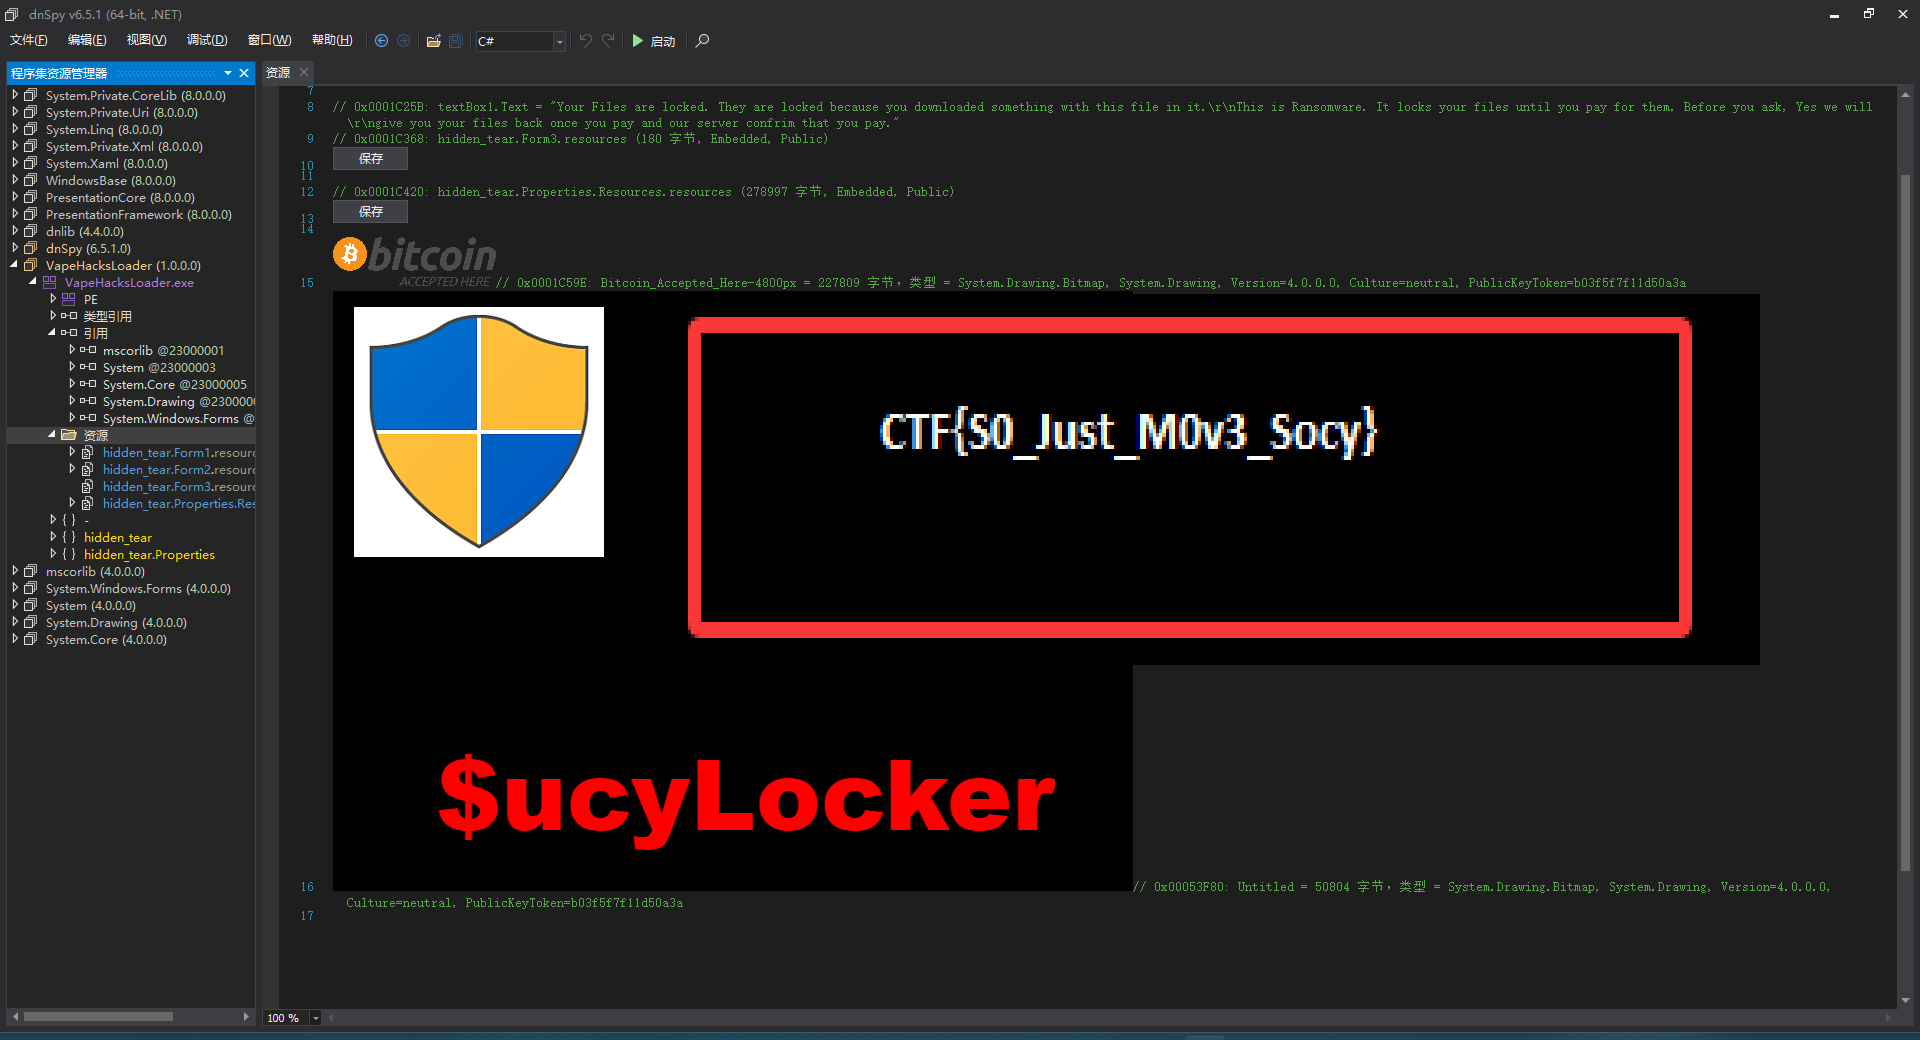 dnSpy v6.5.1 (64-bit, .NET)
文件(F) 编辑(E) 视图(V) 调试(D) 窗口(W) 帮助(H) C# 启动
程序集资源管理器
资源
System.Private.CoreLib (8.0.0.0)
System.Private.Uri (8.0.0.0)
System.Linq (8.0.0.0)
System.Private.Xml (8.0.0.0)
System.Xaml (8.0.0.0)
WindowsBase (8.0.0.0)
PresentationCore (8.0.0.0)
PresentationFramework (8.0.0.0)
dnlib (4.4.0.0)
dnSpy (6.5.1.0)
VapeHacksLoader (1.0.0.0)
VapeHacksLoader.exe
PE
类型引用
引用
mscorlib @23000001
System @23000003
System.Core @23000005
System.Drawing @230000
System.Windows.Forms @
资源
hidden_tear.Form1.resourc
hidden_tear.Form2.resourc
hidden_tear.Form3.resourc
hidden_tear.Properties.Res
{ } -
{ } hidden_tear
{ } hidden_tear.Properties
mscorlib (4.0.0.0)
System.Windows.Forms (4.0.0.0)
System (4.0.0.0)
System.Drawing (4.0.0.0)
System.Core (4.0.0.0)
7
8 // 0x0001C25B: textBox1.Text = "Your Files are locked. They are locked because you downloaded something with this file in it.\r\nThis is Ransomware. It locks your files until you pay for them. Before you ask, Yes we will
\r\ngive you your files back once you pay and our server confrim that you pay."
9 // 0x0001C368: hidden_tear.Form3.resources (180 字节, Embedded, Public)
10 保存
11
12 // 0x0001C420: hidden_tear.Properties.Resources.resources (278997 字节, Embedded, Public)
13 保存
14
bitcoin
ACCEPTED HERE
15 // 0x0001C59E: Bitcoin_Accepted_Here-4800px = 227809 字节, 类型 = System.Drawing.Bitmap, System.Drawing, Version=4.0.0.0, Culture=neutral, PublicKeyToken=b03f5f7f11d50a3a
CTF{S0_Just_M0v3_Socy}
$ucyLocker
16 // 0x00053F80: Untitled = 50804 字节, 类型 = System.Drawing.Bitmap, System.Drawing, Version=4.0.0.0,
Culture=neutral, PublicKeyToken=b03f5f7f11d50a3a
17
100 %